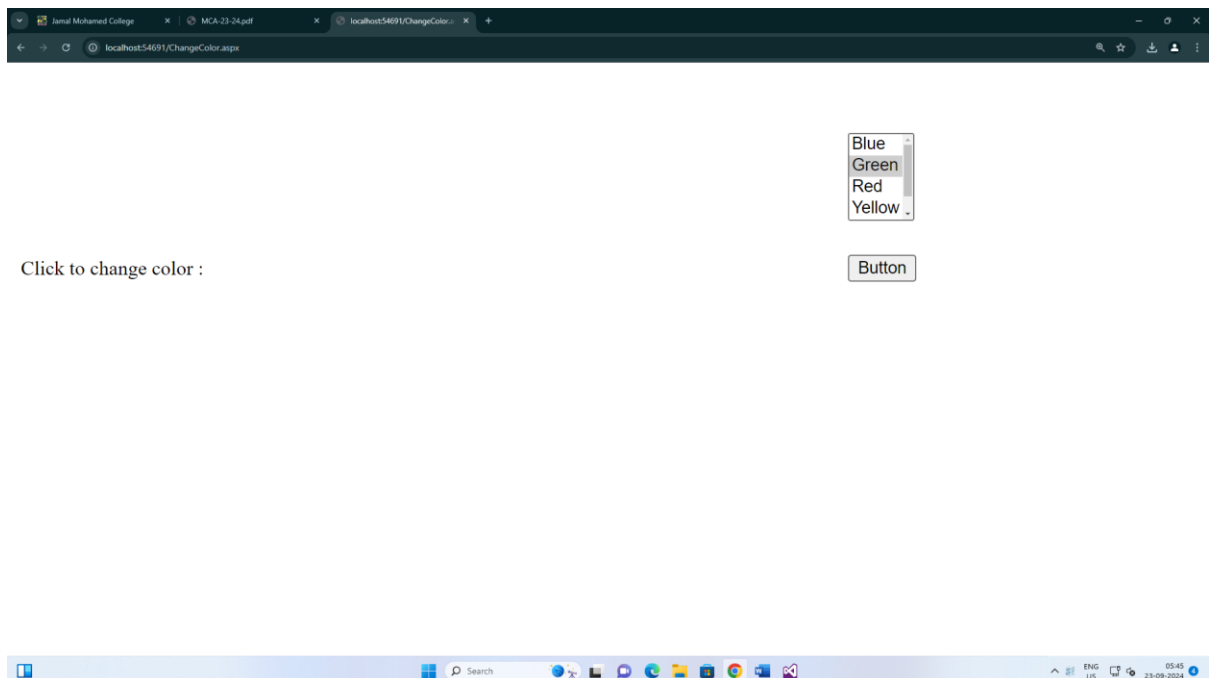 Jamal Mohamed College
MCA-23-24.pdf
localhost:54691/ChangeColor.a
localhost:54691/ChangeColor.aspx
Blue
Green
Red
Yellow
Click to change color :
Button
Search
ENG
US
05:45
23-09-2024